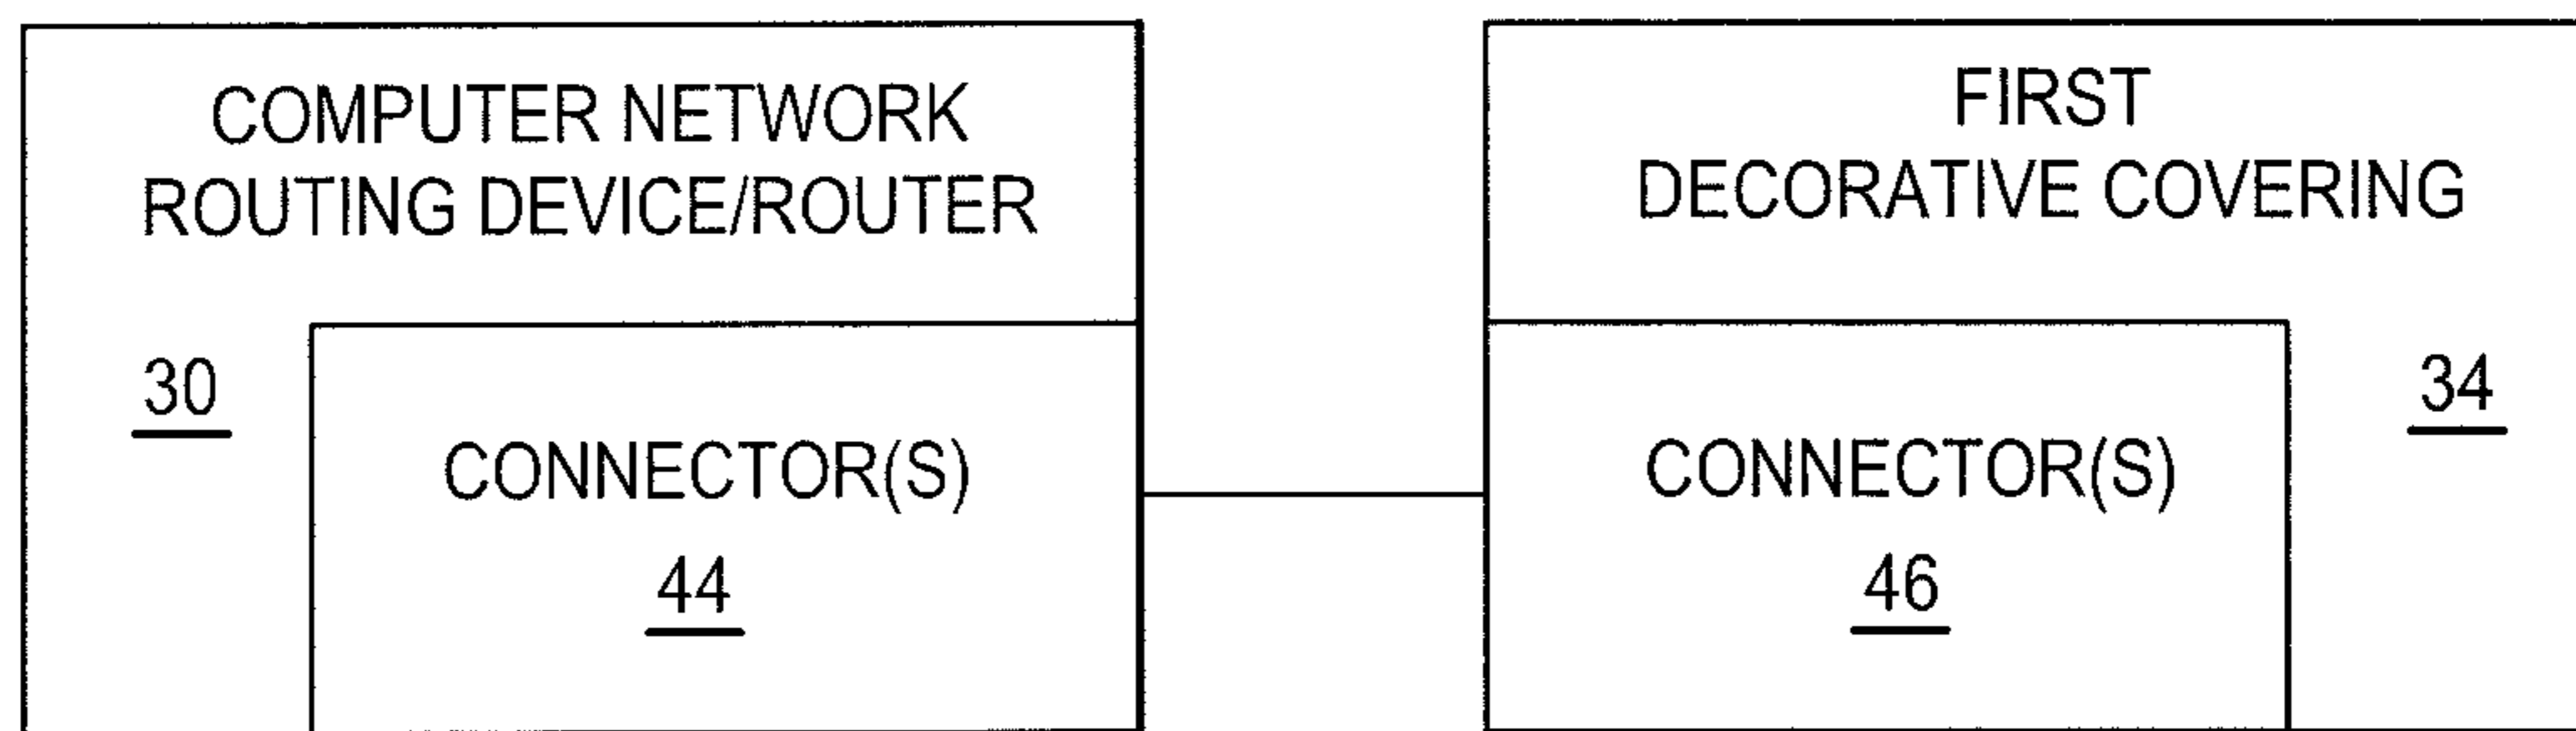 COMPUTER NETWORK
ROUTING DEVICE/ROUTER
30
CONNECTOR(S)
44
FIRST
DECORATIVE COVERING
34
CONNECTOR(S)
46